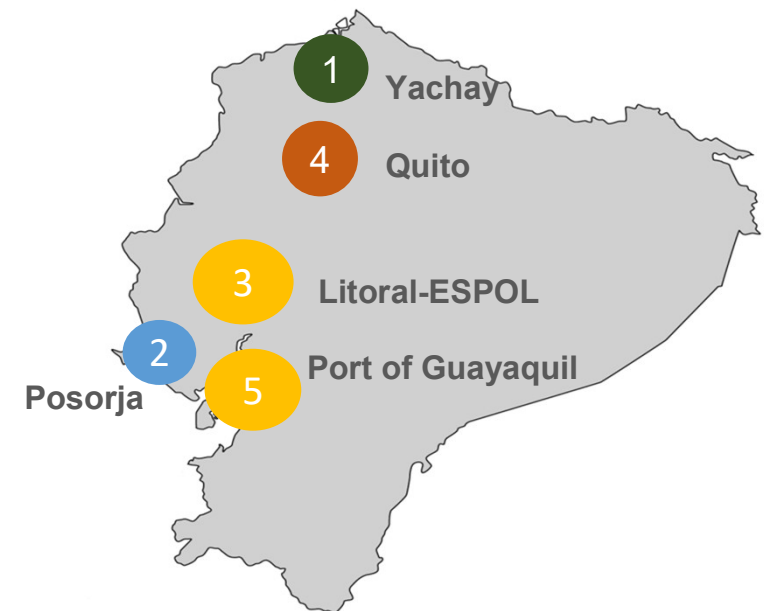 1
Yachay
4
Quito
3
Litoral-ESPOL
2
Port of Guayaquil
5
Posorja